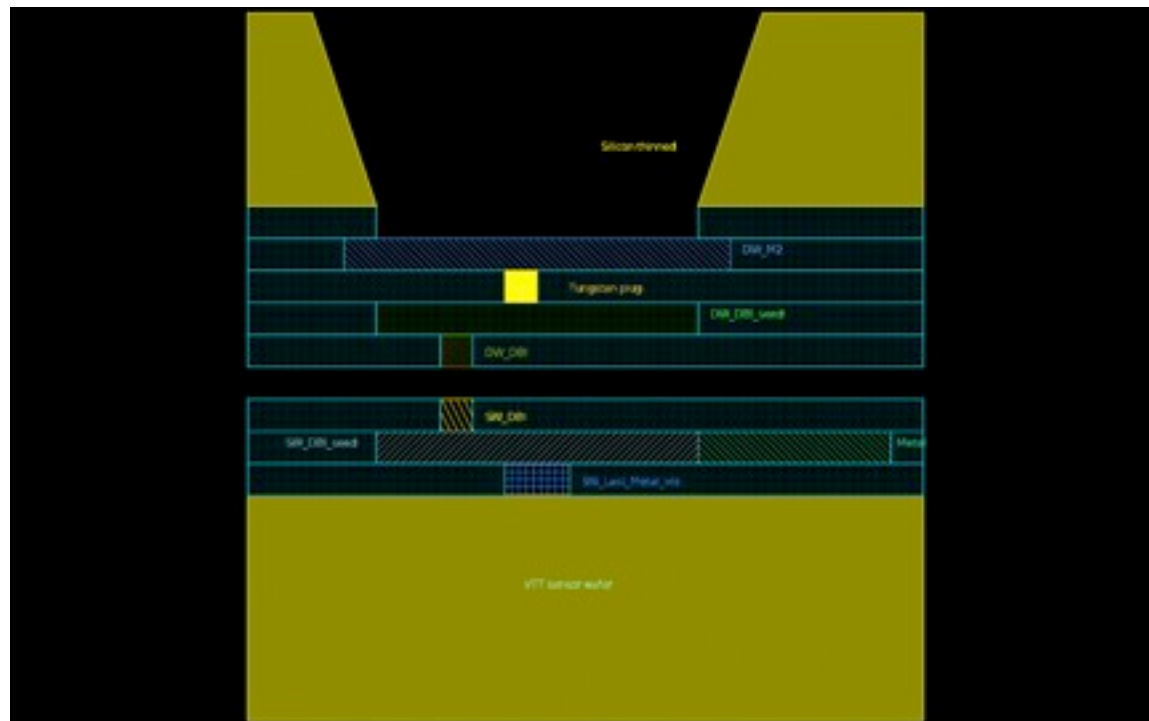 Silicon thinned
DW_M2
Tungsten plug
DW_DBI_seed
DW_DBI
SW_DBI
SW_DBI_seed
Metal
SW_Last_Metal_via
VTT sensor wafer